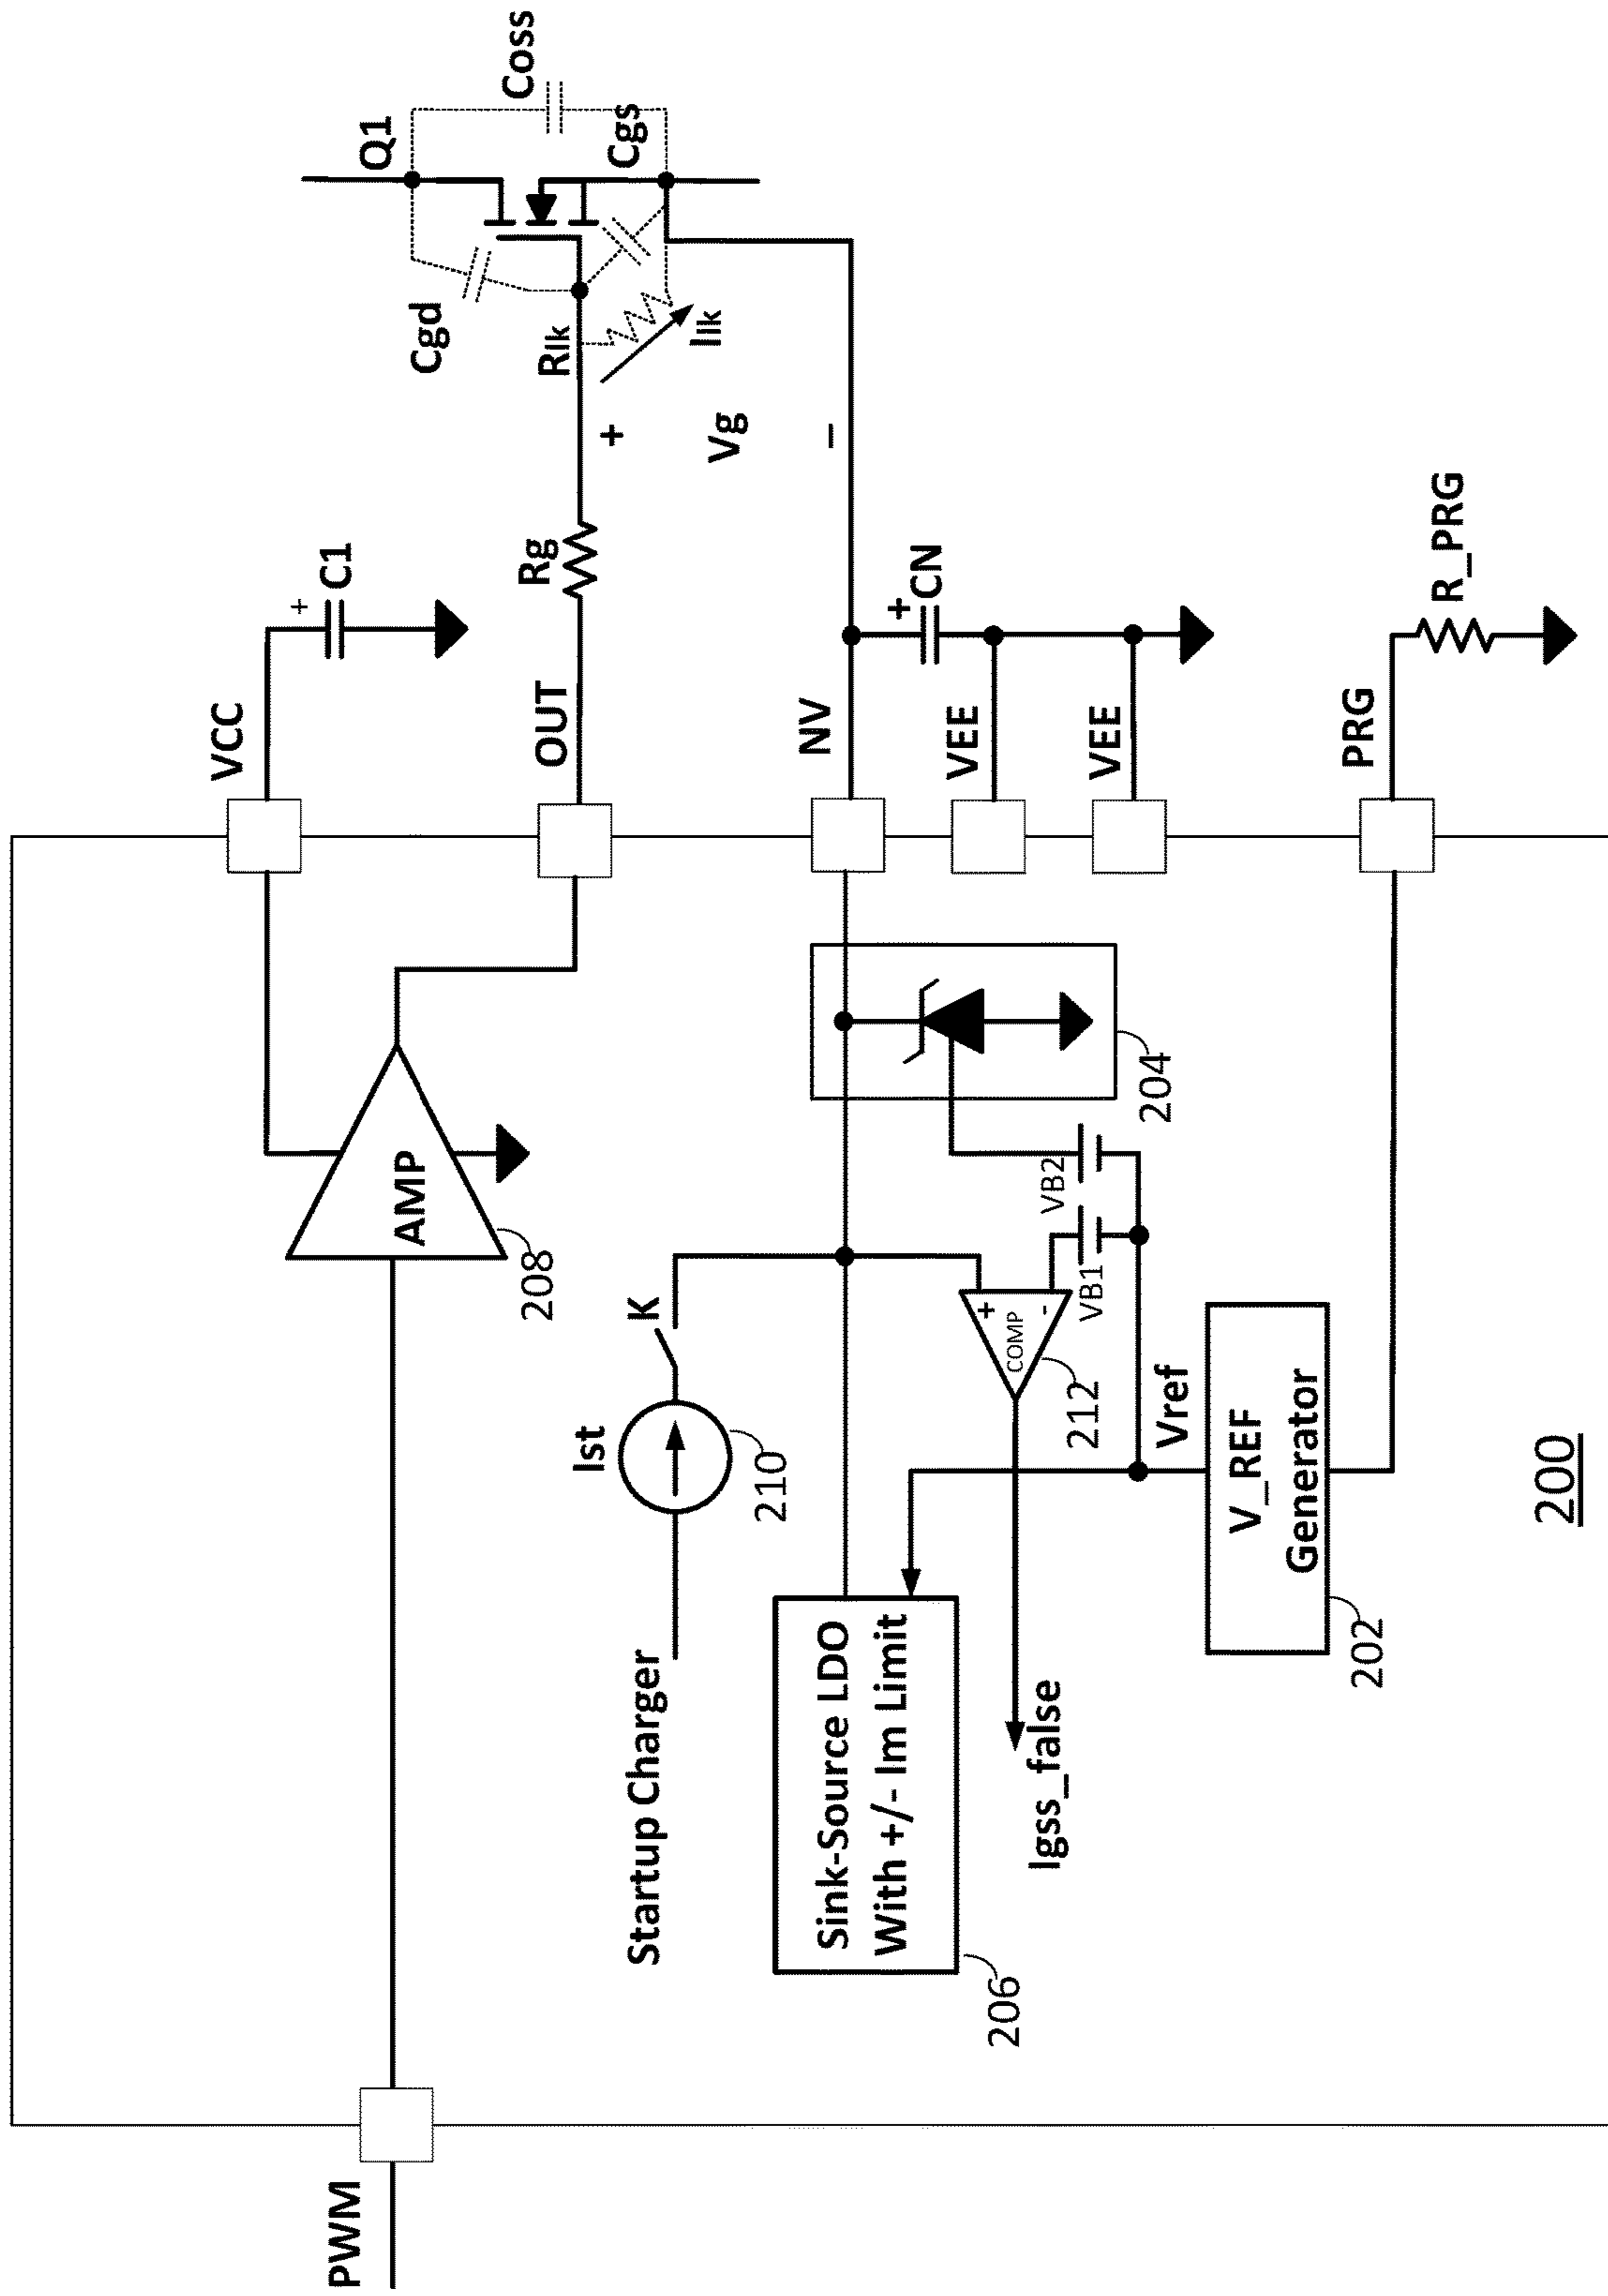 PWM
AMP
208
VCC
+
C1
OUT
Rg
Q1
Coss
Cgd
Cgs
Rlk
Ilk
+
Vg
−
Startup Charger
Ist
K
210
Sink-Source LDO
With +/- Im Limit
206
+
-
COMP
212
VB1
VB2
204
NV
+
CN
VEE
VEE
Igss_false
Vref
V_REF
Generator
202
PRG
R_PRG
200